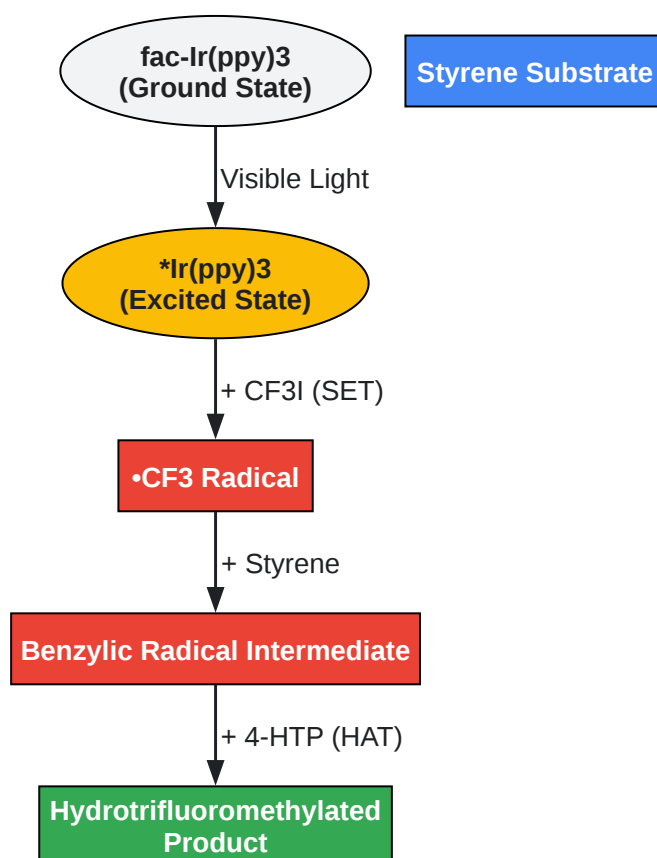 fac-Ir(ppy)3
(Ground State)
Styrene Substrate
Visible Light
*Ir(ppy)3
(Excited State)
+ CF3I (SET)
•CF3 Radical
+ Styrene
Benzylic Radical Intermediate
+ 4-HTP (HAT)
Hydrotrifluoromethylated
Product